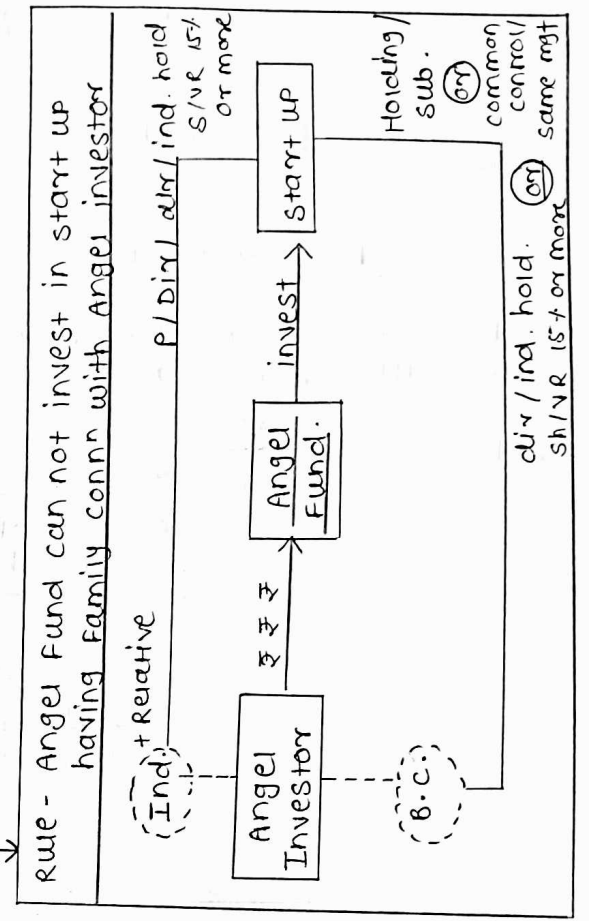 Rule - Angel Fund can not invest in start up
having Family connn with Angel investor
Ind. + Relative
P/Dir/dir/ind. hold
S/VR 15%
or more
Angel
Investor
₹ ₹ ₹
Angel
Fund.
invest
start up
B.C.
Holding/
sub.
or
common
control/
same mgt
or
dir/ind. hold.
sh/VR 15% or more